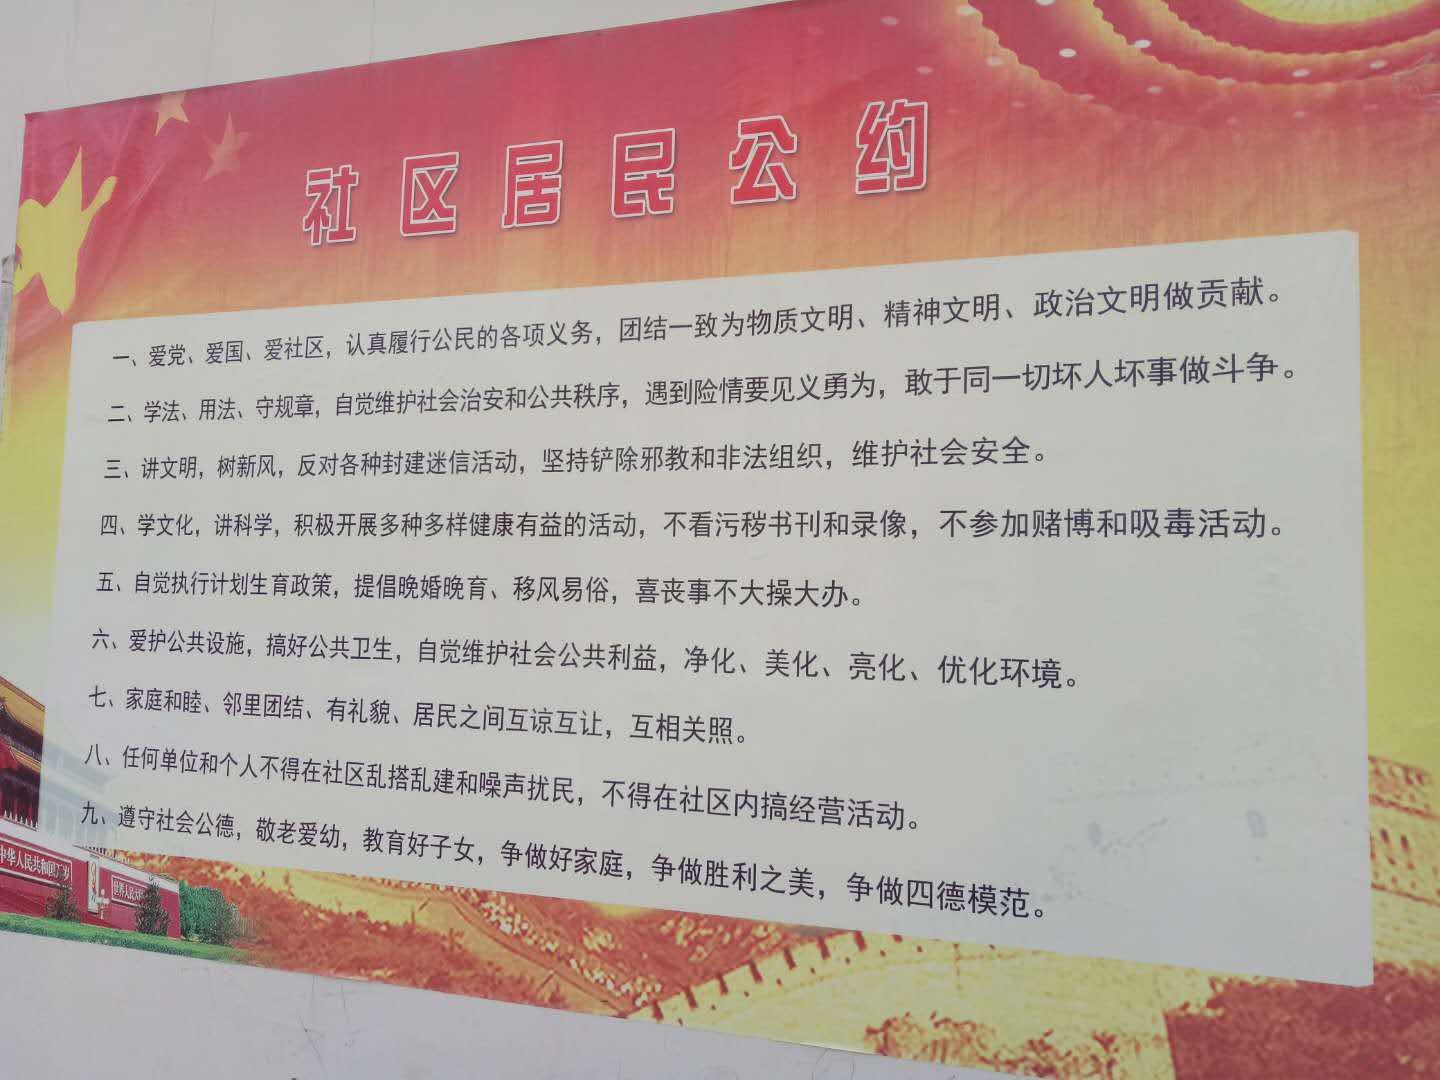 社区居民公约
一、爱党、爱国、爱社区，认真履行公民的各项义务，团结一致为物质文明、精神文明、政治文明做贡献。
二、学法、用法、守规章，自觉维护社会治安和公共秩序，遇到险情要见义勇为，敢于同一切坏人坏事做斗争。
三、讲文明，树新风，反对各种封建迷信活动，坚持铲除邪教和非法组织，维护社会安全。
四、学文化，讲科学，积极开展多种多样健康有益的活动，不看污秽书刊和录像，不参加赌博和吸毒活动。
五、自觉执行计划生育政策，提倡晚婚晚育、移风易俗，喜丧事不大操大办。
六、爱护公共设施，搞好公共卫生，自觉维护社会公共利益，净化、美化、亮化、优化环境。
七、家庭和睦、邻里团结、有礼貌、居民之间互谅互让，互相关照。
八、任何单位和个人不得在社区乱搭乱建和噪声扰民，不得在社区内搞经营活动。
九、遵守社会公德，敬老爱幼，教育好子女，争做好家庭，争做胜利之美，争做四德模范。
中华人民共和国万岁
世界人民大